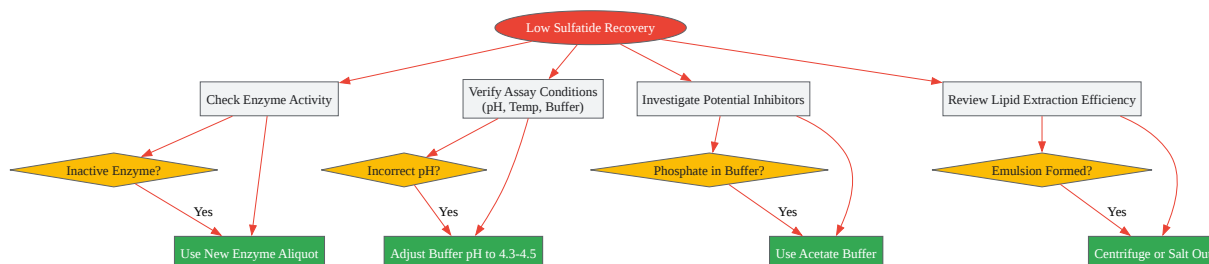 Low Sulfatide Recovery
Check Enzyme Activity
Verify Assay Conditions
(pH, Temp, Buffer)
Investigate Potential Inhibitors
Review Lipid Extraction Efficiency
Inactive Enzyme?
Incorrect pH?
Phosphate in Buffer?
Emulsion Formed?
Yes
Yes
Yes
Yes
Use New Enzyme Aliquot
Adjust Buffer pH to 4.3-4.5
Use Acetate Buffer
Centrifuge or Salt